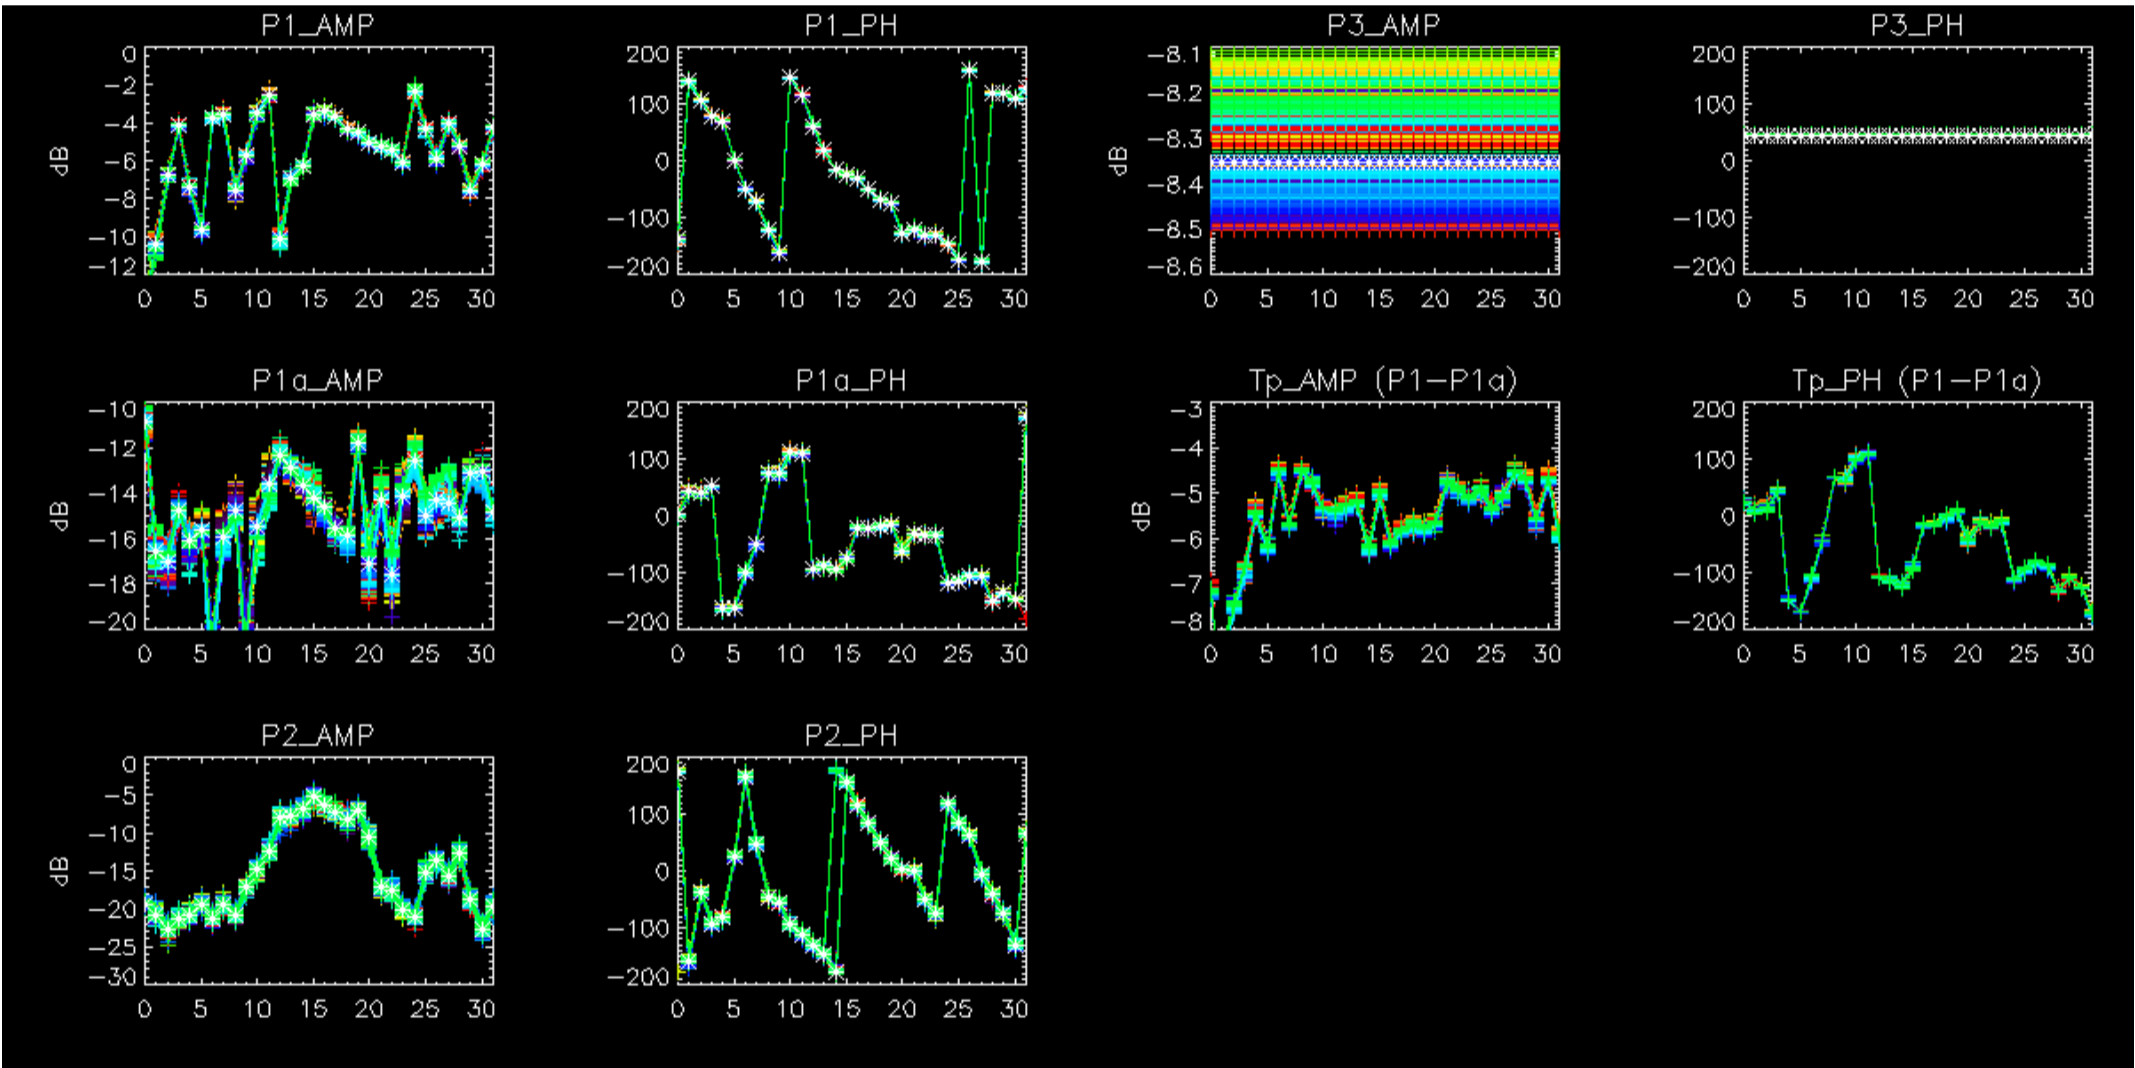 P1_AMP
0
-2
-4
-6
-8
-10
-12
dB
0 5 10 15 20 25 30
P1_PH
200
100
0
-100
-200
0 5 10 15 20 25 30
P3_AMP
-8.1
-8.2
-8.3
-8.4
-8.5
-8.6
dB
0 5 10 15 20 25 30
P3_PH
200
100
0
-100
-200
0 5 10 15 20 25 30
P1a_AMP
-10
-12
-14
-16
-18
-20
dB
0 5 10 15 20 25 30
P1a_PH
200
100
0
-100
-200
0 5 10 15 20 25 30
Tp_AMP (P1-P1a)
-3
-4
-5
-6
-7
-8
dB
0 5 10 15 20 25 30
Tp_PH (P1-P1a)
200
100
0
-100
-200
0 5 10 15 20 25 30
P2_AMP
0
-5
-10
-15
-20
-25
-30
dB
0 5 10 15 20 25 30
P2_PH
200
100
0
-100
-200
0 5 10 15 20 25 30